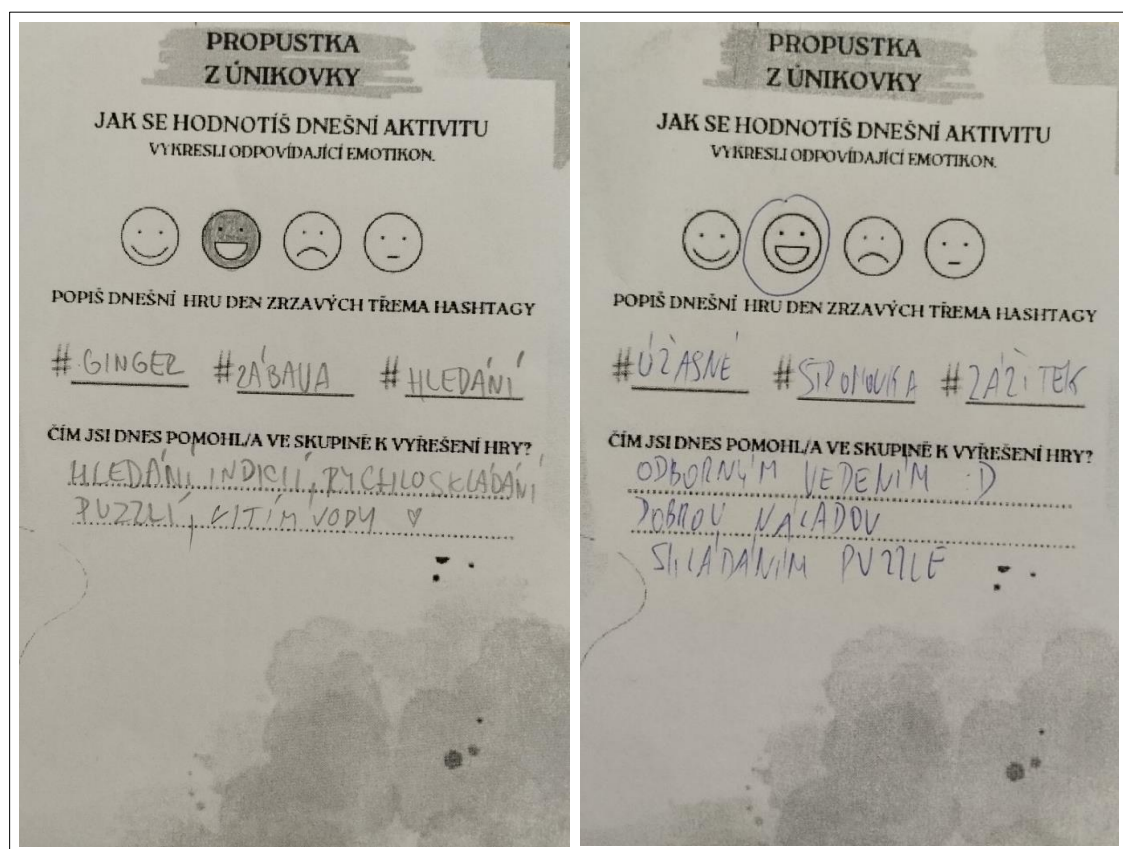 PROPUSTKA
Z ÚNIKOVKY
JAK SE HODNOTÍŠ DNEŠNÍ AKTIVITU
VYKRESLI ODPOVÍDAJÍCÍ EMOTIKON.
POPIŠ DNEŠNÍ HRU DEN ZRZAVÝCH TŘEMA HASHTAGY
#GINGER #ZÁBAVA #HLEDÁNÍ
ČÍM JSI DNES POMOHL/A VE SKUPINĚ K VYŘEŠENÍ HRY?
HLEDÁNÍ INDICIÍ, RYCHLOSKLÁDÁNÍ
PUZZLÍ, LITÍM VODY ♡
PROPUSTKA
Z ÚNIKOVKY
JAK SE HODNOTÍŠ DNEŠNÍ AKTIVITU
VYKRESLI ODPOVÍDAJÍCÍ EMOTIKON.
POPIŠ DNEŠNÍ HRU DEN ZRZAVÝCH TŘEMA HASHTAGY
#ÚŽASNÉ # #ZÁŽITEK
ČÍM JSI DNES POMOHL/A VE SKUPINĚ K VYŘEŠENÍ HRY?
ODBORNÝM VEDENÍM :D
DOBROU NÁLADOU
SKLÁDÁNÍM PUZZLE